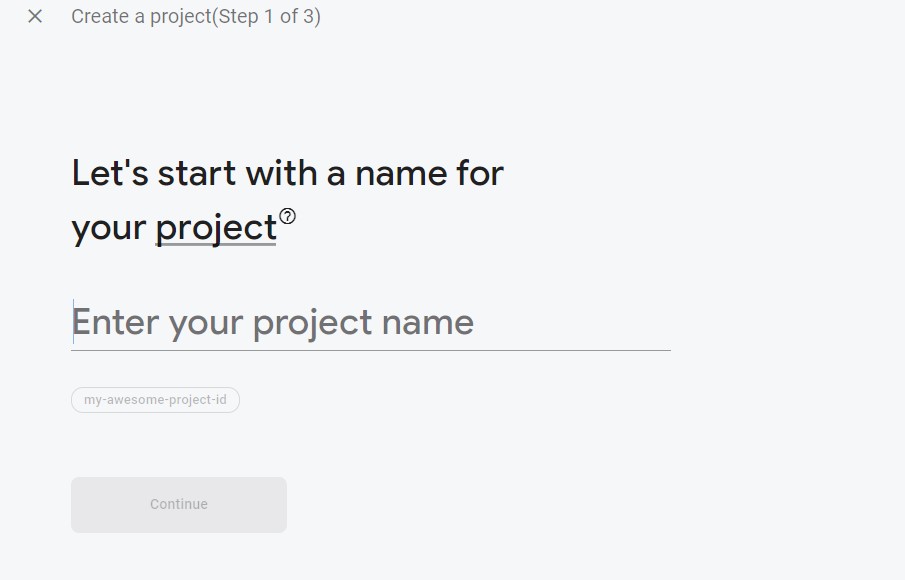 Create a project(Step 1 of 3)
Let's start with a name for
your project
Enter your project name
my-awesome-project-id
Continue